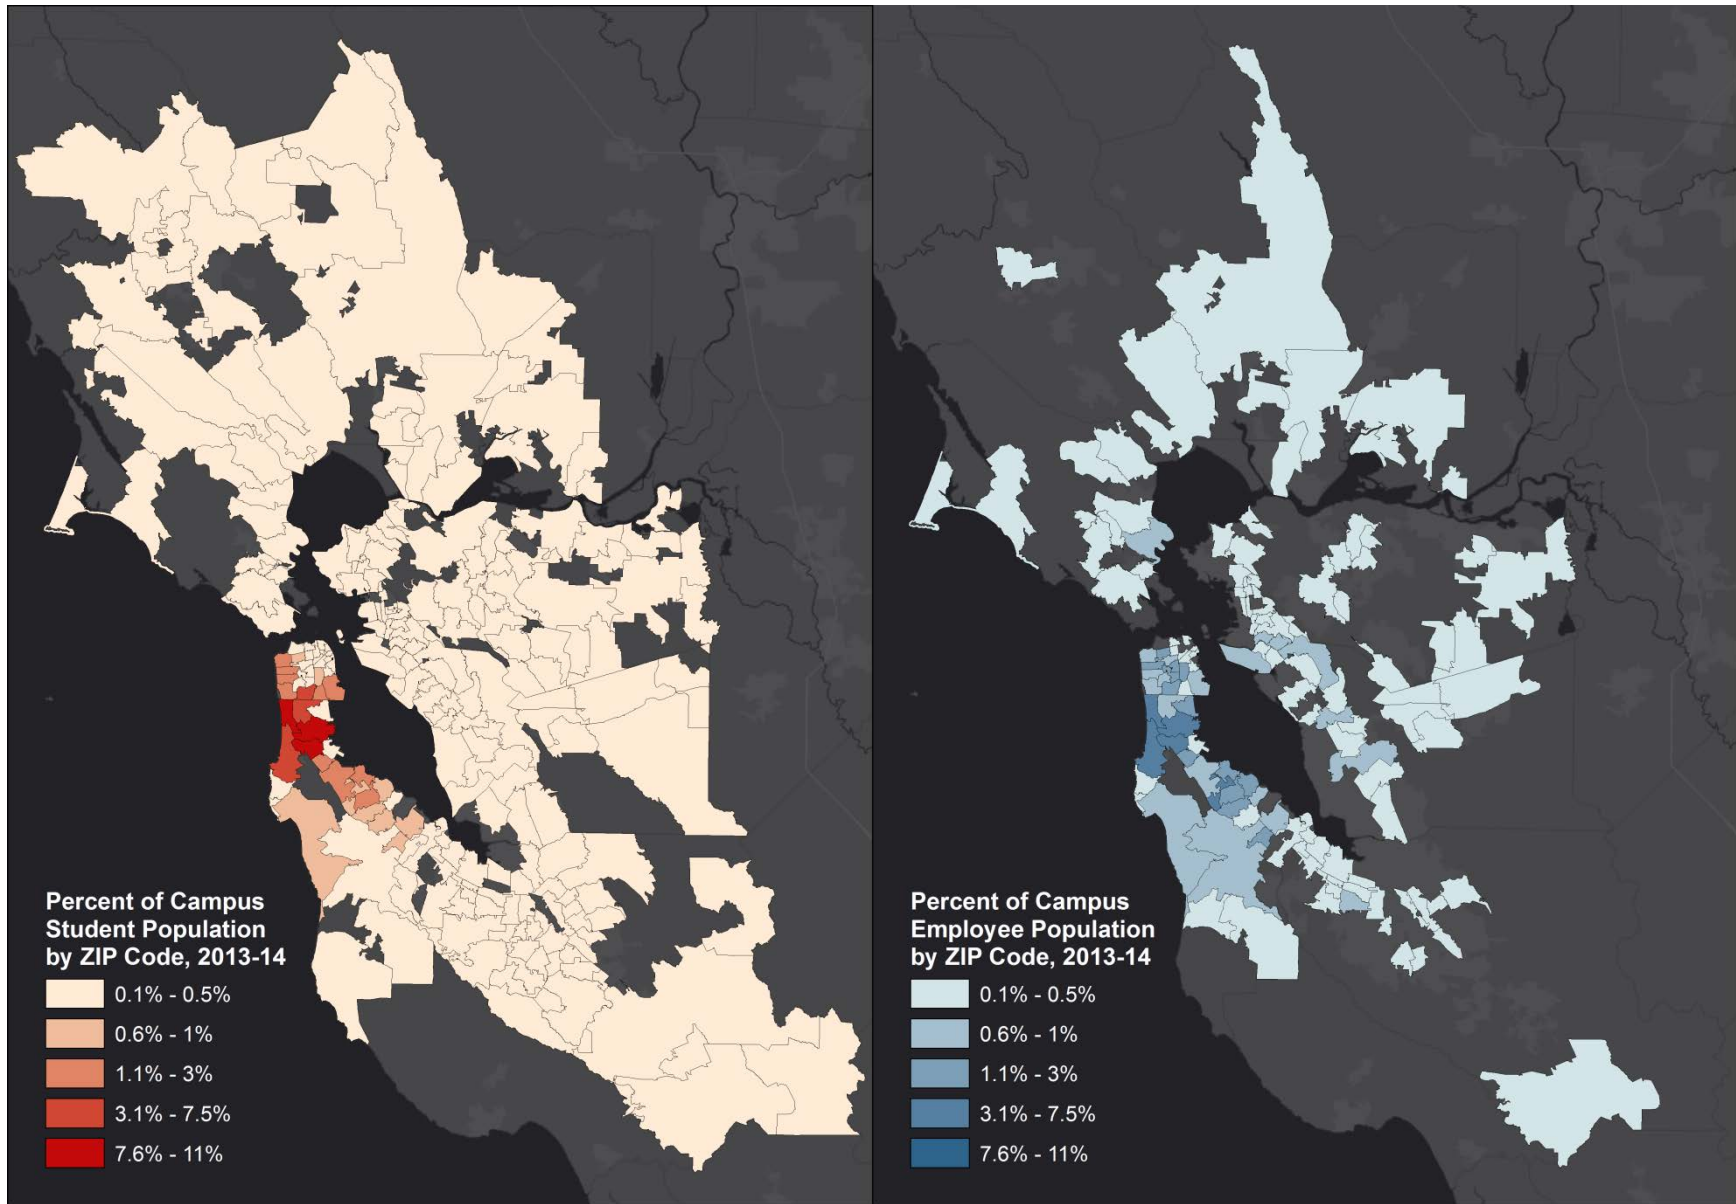 Percent of Campus
Student Population
by ZIP Code, 2013-14
0.1% - 0.5%
0.6% - 1%
1.1% - 3%
3.1% - 7.5%
7.6% - 11%
Percent of Campus
Employee Population
by ZIP Code, 2013-14
0.1% - 0.5%
0.6% - 1%
1.1% - 3%
3.1% - 7.5%
7.6% - 11%